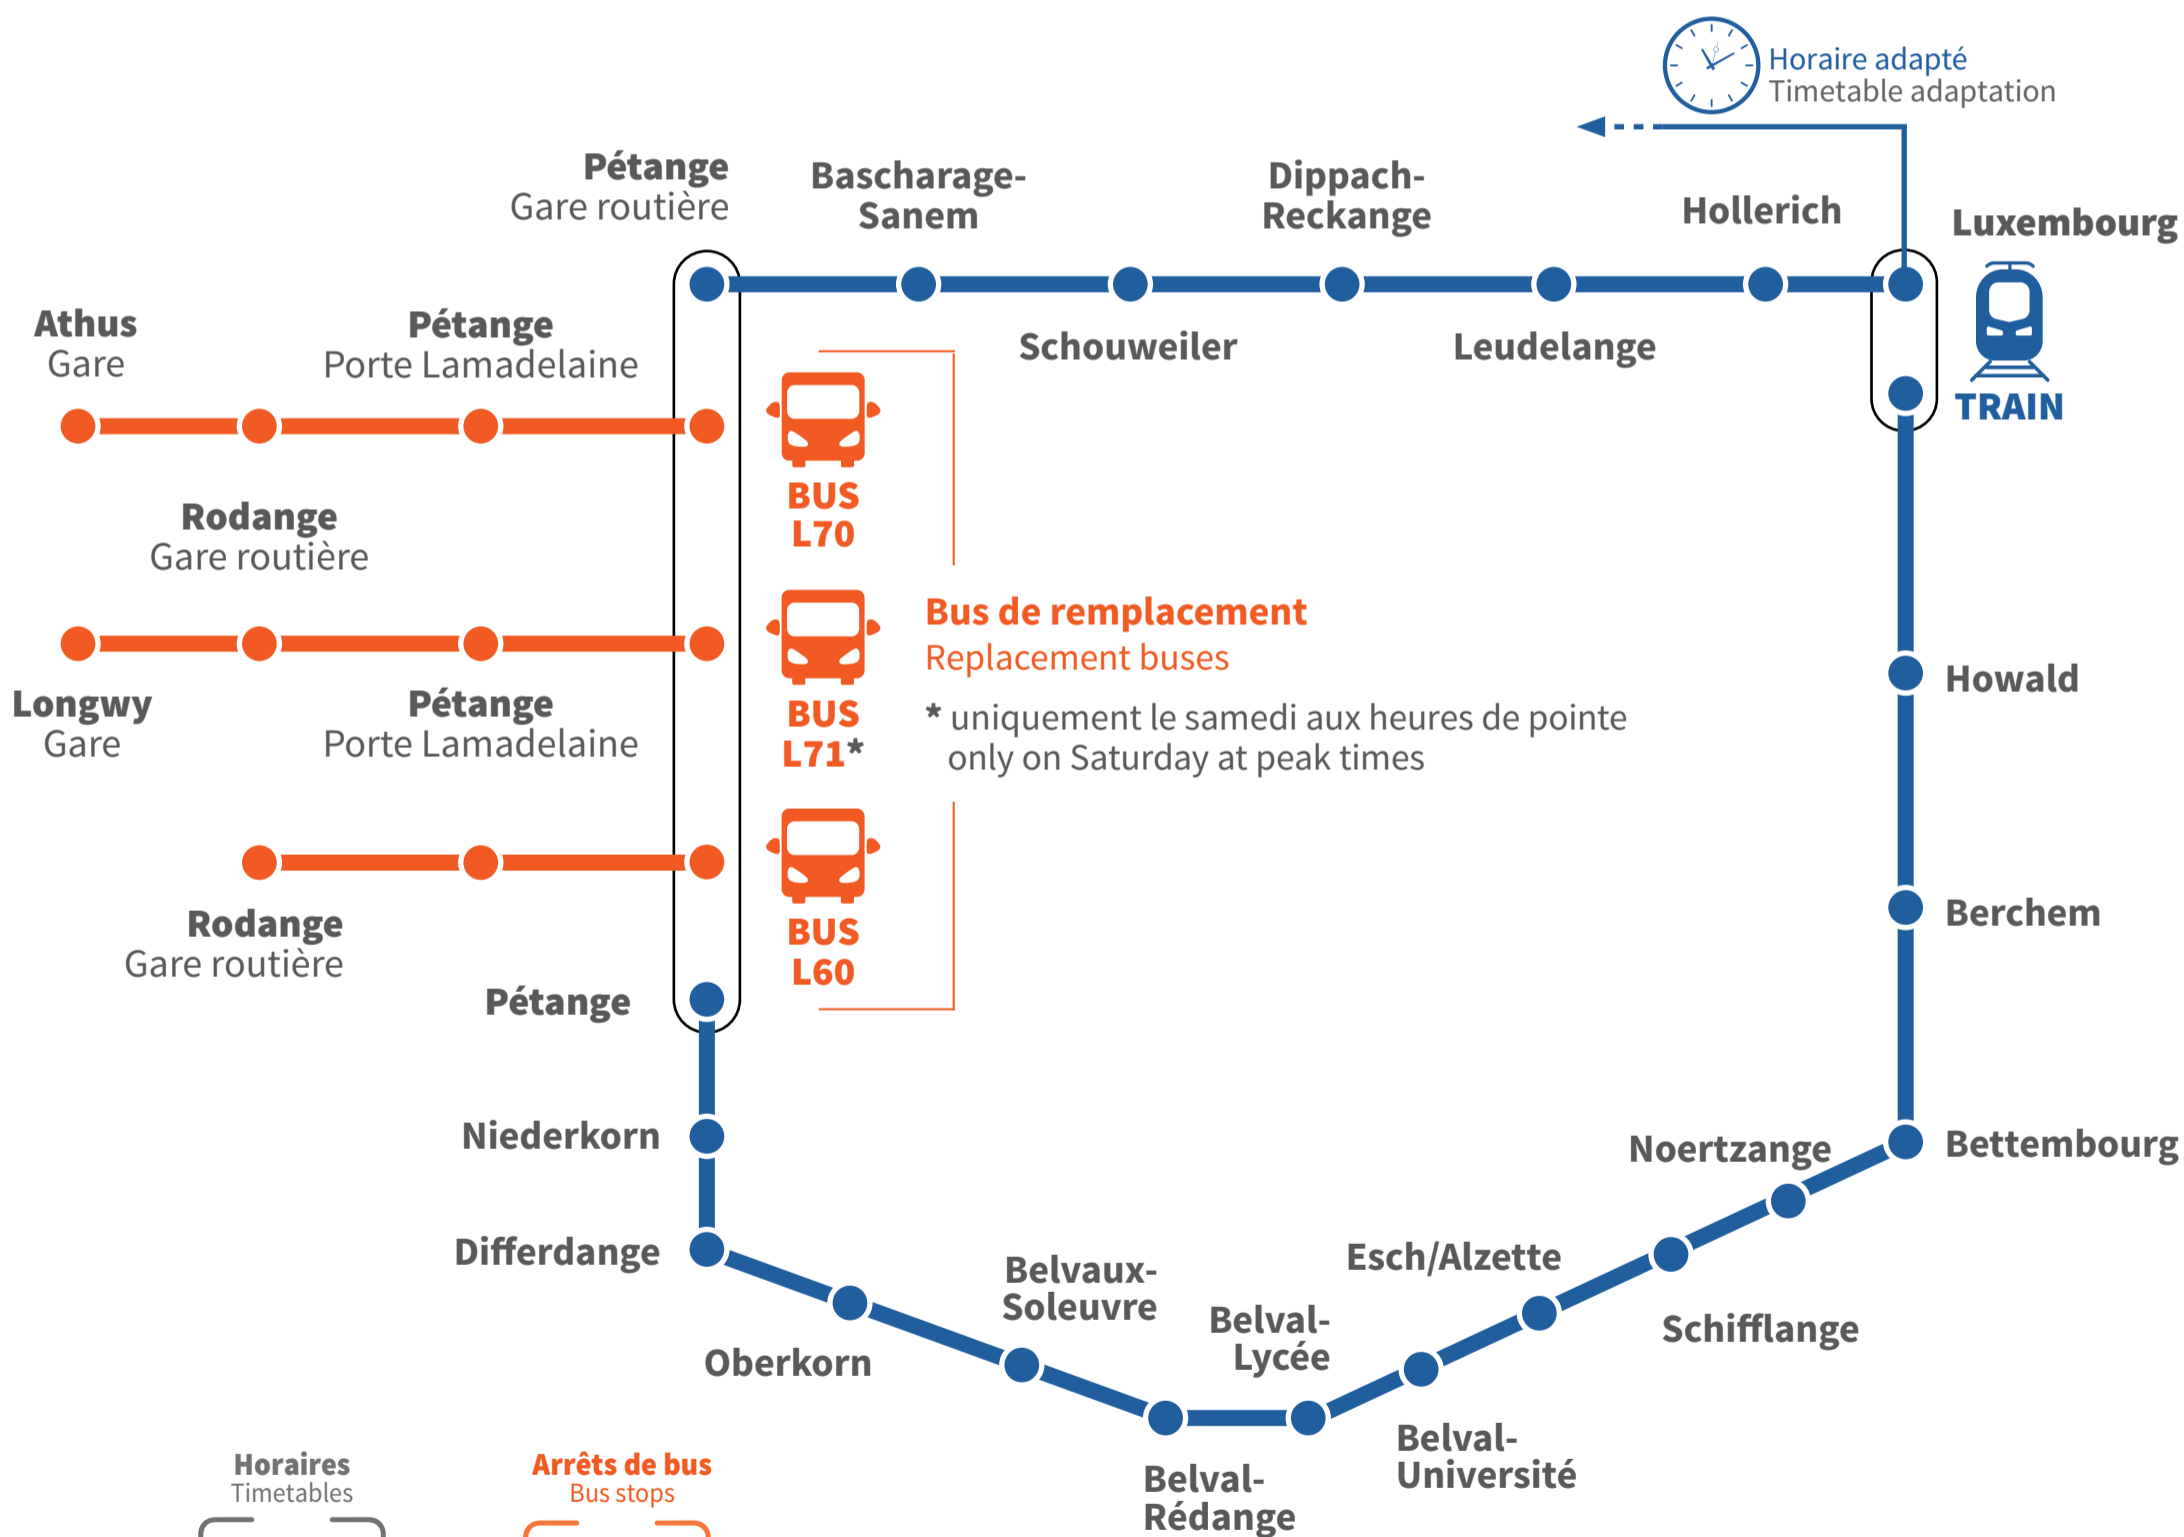 Horaire adapté
Timetable adaptation
Pétange
Gare routière
Bascharage-
Sanem
Dippach-
Reckange
Hollerich
Luxembourg
Athus
Gare
Pétange
Porte Lamadelaine
Schouweiler
Leudelange
TRAIN
BUS
L70
Rodange
Gare routière
Bus de remplacement
Replacement buses
Howald
Longwy
Gare
Pétange
Porte Lamadelaine
BUS
L71*
* uniquement le samedi aux heures de pointe
only on Saturday at peak times
Rodange
Gare routière
BUS
L60
Berchem
Pétange
Niederkorn
Noertzange
Bettembourg
Differdange
Belvaux-
Soleuvre
Esch/Alzette
Belval-
Lycée
Schifflange
Oberkorn
Belval-
Université
Belval-
Rédange
Horaires
Timetables
Arrêts de bus
Bus stops